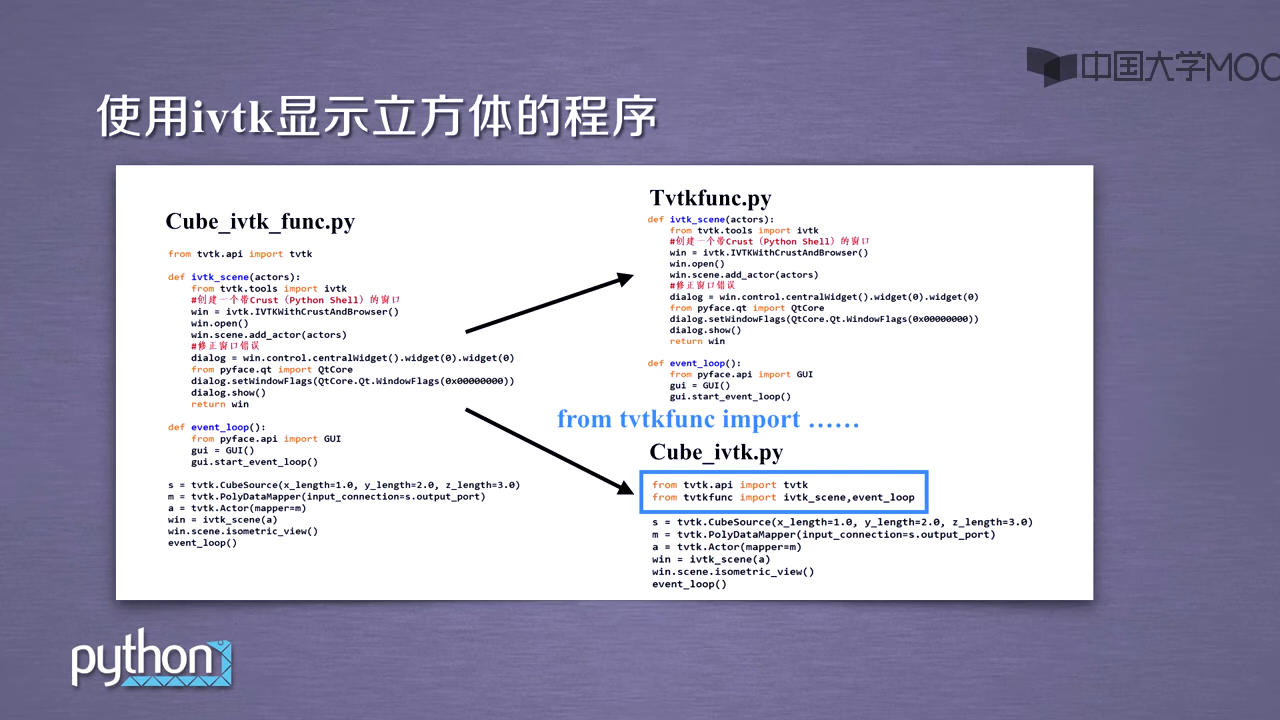 中国大学MOO
使用ivtk显示立方体的程序
Cube_ivtk_func.py
from tvtk.api import tvtk
def ivtk_scene(actors):
from tvtk.tools import ivtk
#创建一个带Crust（Python Shell）的窗口
win = ivtk.IVTKWithCrustAndBrowser()
win.open()
win.scene.add_actor(actors)
#修正窗口错误
dialog = win.control.centralWidget().widget(0).widget(0)
from pyface.qt import QtCore
dialog.setWindowFlags(QtCore.Qt.WindowFlags(0x00000000))
dialog.show()
return win
def event_loop():
from pyface.api import GUI
gui = GUI()
gui.start_event_loop()
s = tvtk.CubeSource(x_length=1.0, y_length=2.0, z_length=3.0)
m = tvtk.PolyDataMapper(input_connection=s.output_port)
a = tvtk.Actor(mapper=m)
win = ivtk_scene(a)
win.scene.isometric_view()
event_loop()
Tvtkfunc.py
def ivtk_scene(actors):
from tvtk.tools import ivtk
#创建一个带Crust（Python Shell）的窗口
win = ivtk.IVTKWithCrustAndBrowser()
win.open()
win.scene.add_actor(actors)
#修正窗口错误
dialog = win.control.centralWidget().widget(0).widget(0)
from pyface.qt import QtCore
dialog.setWindowFlags(QtCore.Qt.WindowFlags(0x00000000))
dialog.show()
return win
def event_loop():
from pyface.api import GUI
gui = GUI()
gui.start_event_loop()
from tvtkfunc import ……
Cube_ivtk.py
from tvtk.api import tvtk
from tvtkfunc import ivtk_scene,event_loop
s = tvtk.CubeSource(x_length=1.0, y_length=2.0, z_length=3.0)
m = tvtk.PolyDataMapper(input_connection=s.output_port)
a = tvtk.Actor(mapper=m)
win = ivtk_scene(a)
win.scene.isometric_view()
event_loop()
python